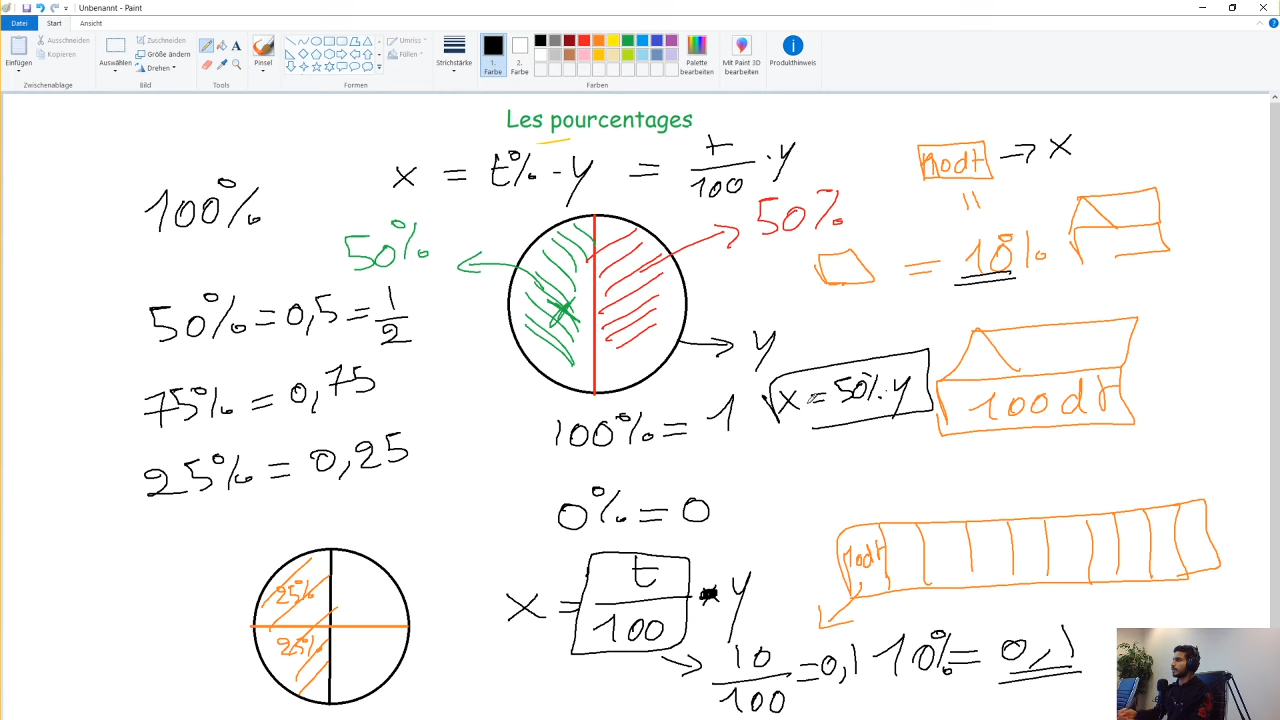 Unbenannt - Paint
Datei Start Ansicht
Einfügen
Ausschneiden
Kopieren
Zwischenablage
Auswählen
Zuschneiden
Größe ändern
Drehen
Bild
Tools
Pinsel
Formen
Umriss
Füllen
Strichstärke
1. Farbe
2. Farbe
Farben
Palette bearbeiten
Mit Paint 3D bearbeiten
Produkthinweis
Les pourcentages
x = t% · y = t/100 · y
10dt → x
=
= 10%
100%
50%
50%
50% = 0,5 = 1/2
75% = 0,75
25% = 0,25
y
x = 50% · y
100dt
100% = 1
0% = 0
x = t/100 · y
10/100 = 0,1
10% = 0,1
10dt
25%
25%